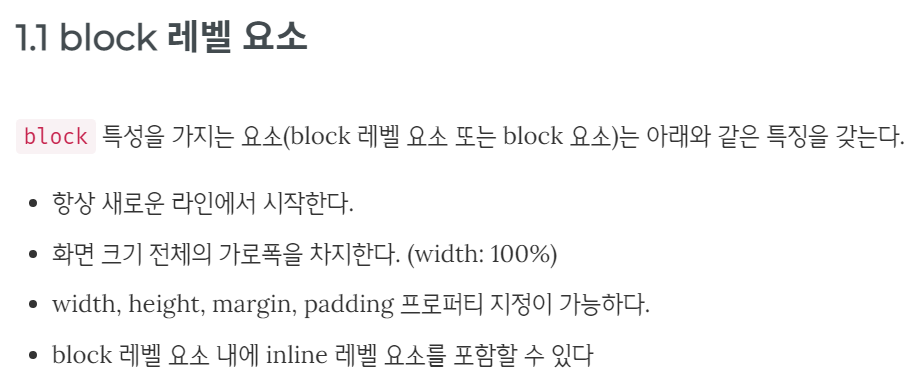 1.1 block 레벨 요소
block 특성을 가지는 요소(block 레벨 요소 또는 block 요소)는 아래와 같은 특징을 갖는다.
• 항상 새로운 라인에서 시작한다.
• 화면 크기 전체의 가로폭을 차지한다. (width: 100%)
• width, height, margin, padding 프로퍼티 지정이 가능하다.
• block 레벨 요소 내에 inline 레벨 요소를 포함할 수 있다